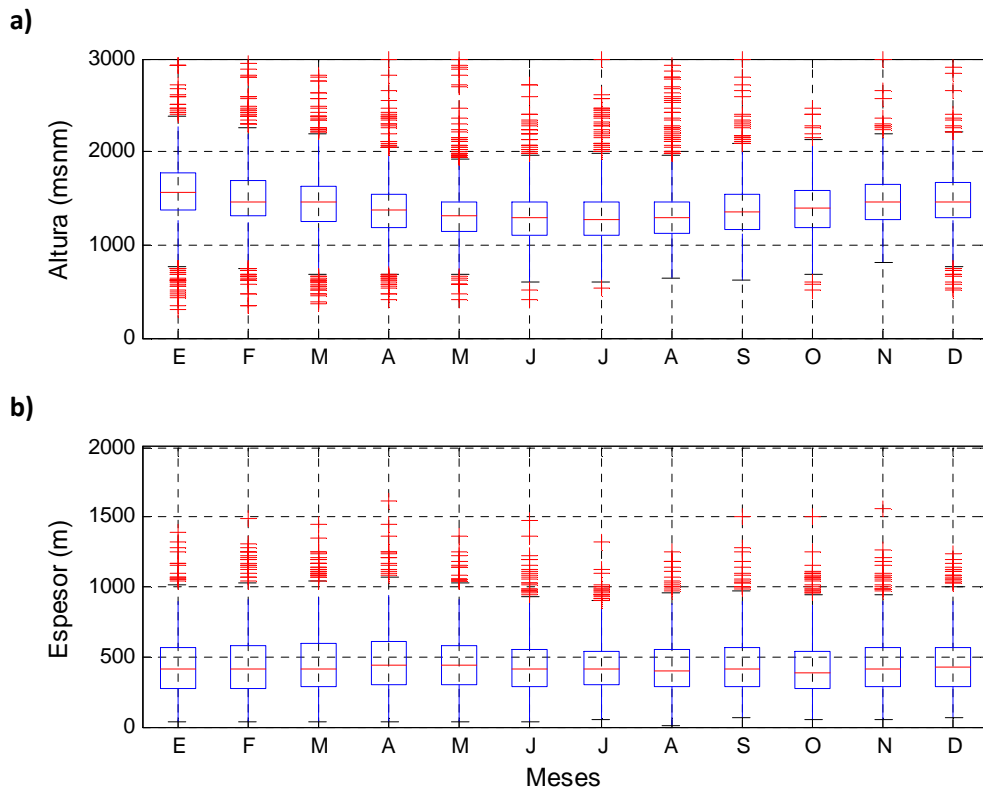 a)
3000
2000
1000
0
Altura (msnm)
E F M A M J J A S O N D
b)
2000
1500
1000
500
0
Espesor (m)
E F M A M J J A S O N D
Meses